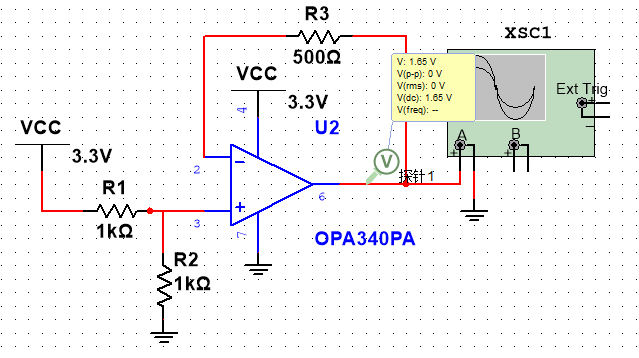 R3
XSC1
500Ω
V: 1.65 V
V(p-p): 0 V
V(rms): 0 V
V(dc): 1.65 V
V(freq): --
VCC
3.3V
Ext Trig
+
4
U2
A
B
VCC
3.3V
V
探针1
2
6
R1
1kΩ
3
7
OPA340PA
R2
1kΩ